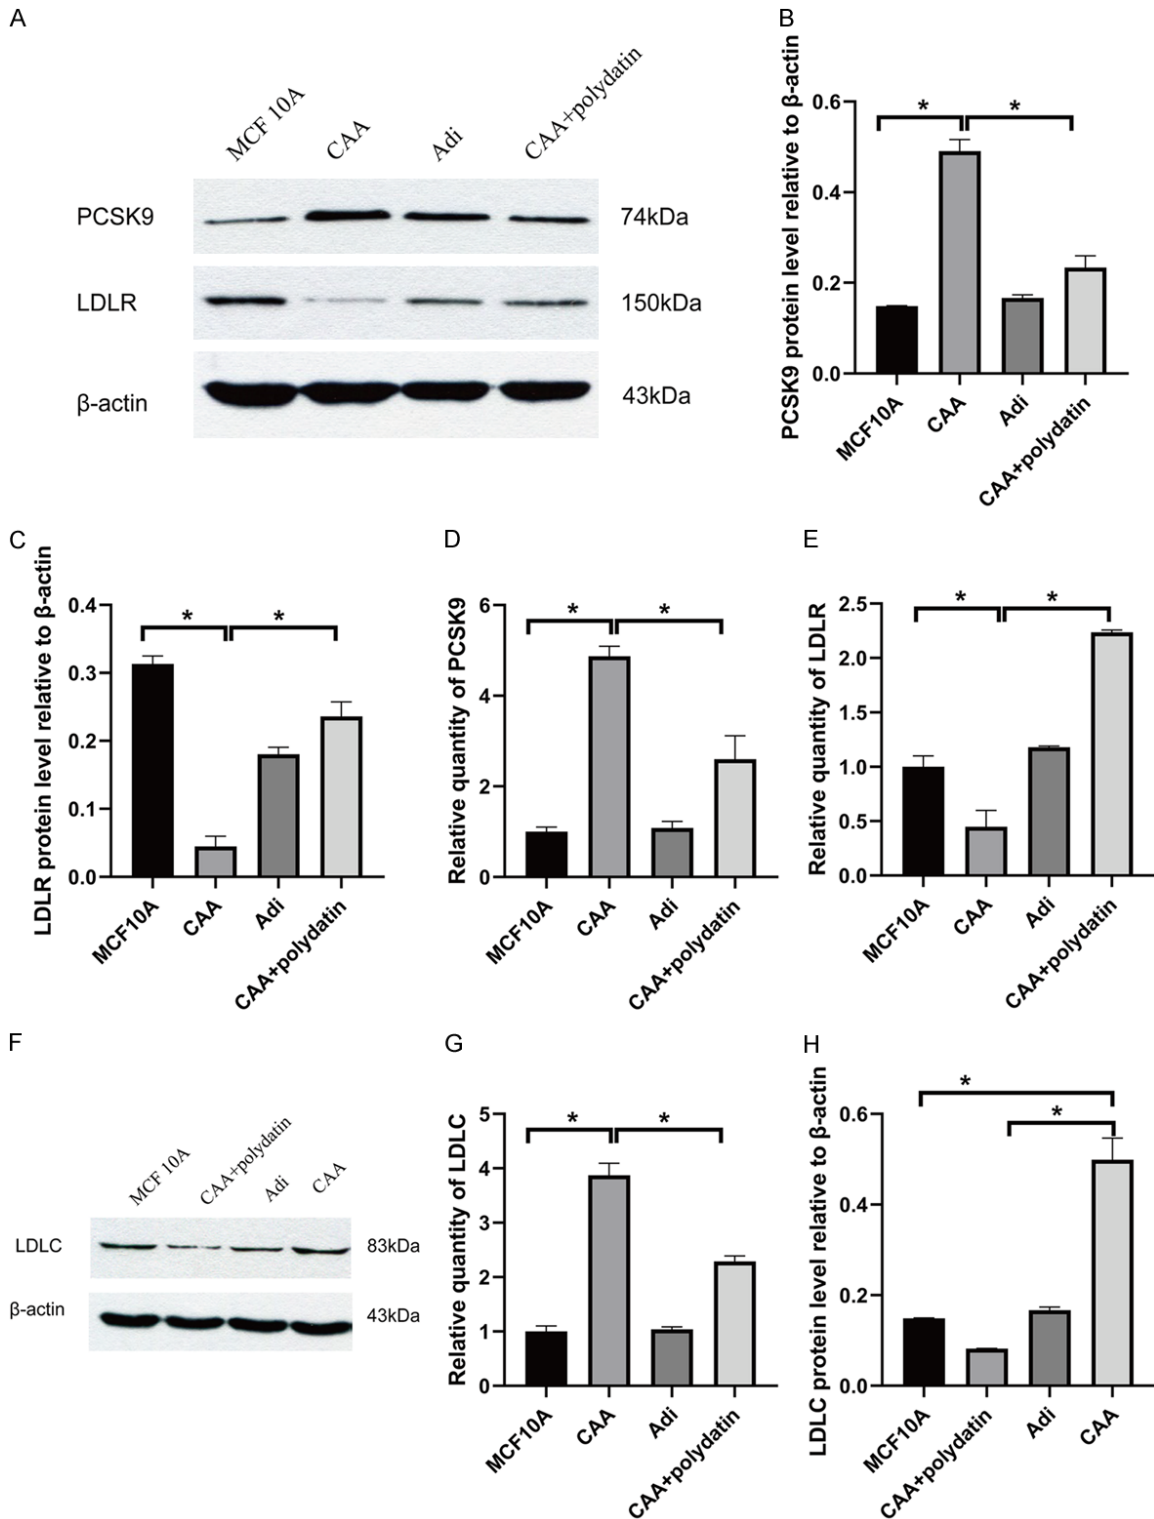 A
MCF 10A
CAA
Adi
CAA+polydatin
PCSK9
74kDa
LDLR
150kDa
β-actin
43kDa
B
PCSK9 protein level relative to β-actin
0.6
0.4
0.2
0.0
*
*
MCF10A
CAA
Adi
CAA+polydatin
C
LDLR protein level relative to β-actin
0.4
0.3
0.2
0.1
0.0
*
*
MCF10A
CAA
Adi
CAA+polydatin
D
Relative quantity of PCSK9
6
4
2
0
*
*
MCF10A
CAA
Adi
CAA+polydatin
E
Relative quantity of LDLR
2.5
2.0
1.5
1.0
0.5
0.0
*
*
MCF10A
CAA
Adi
CAA+polydatin
F
MCF 10A
CAA+polydatin
Adi
CAA
LDLC
83kDa
β-actin
43kDa
G
Relative quantity of LDLC
5
4
3
2
1
0
*
*
MCF10A
CAA
Adi
CAA+polydatin
H
LDLC protein level relative to β-actin
0.6
0.4
0.2
0.0
*
*
MCF10A
CAA+polydatin
Adi
CAA